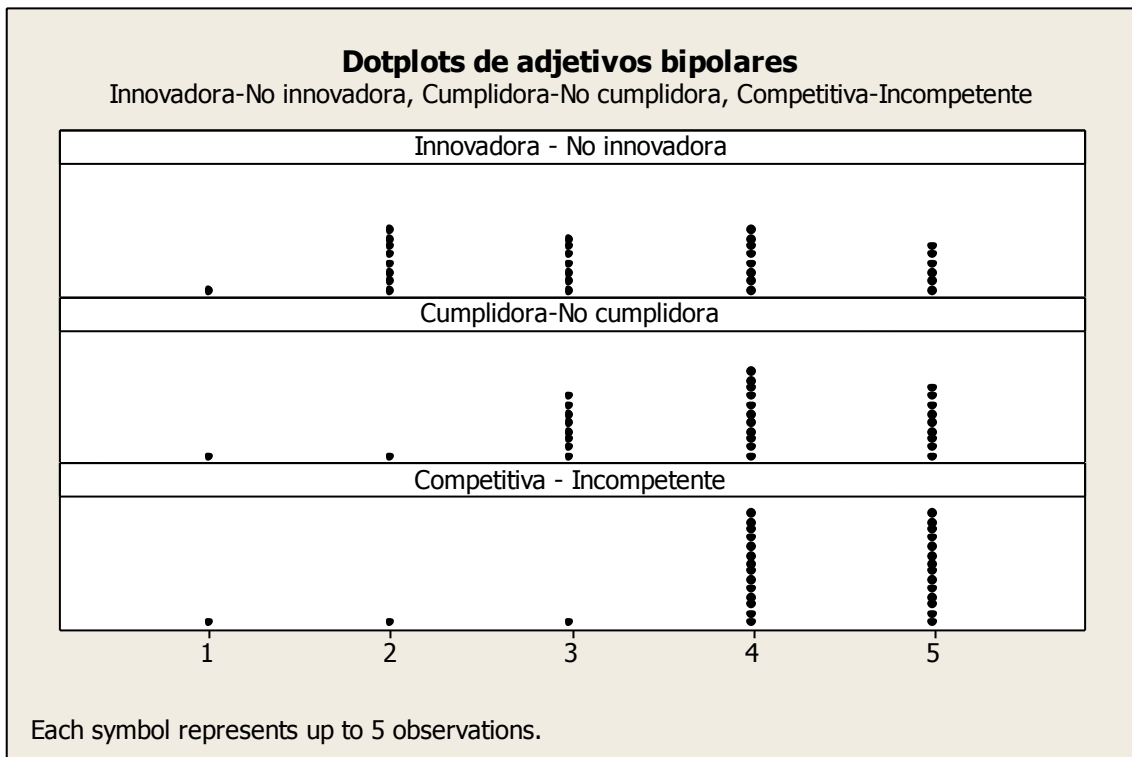 Dotplots de adjetivos bipolares
Innovadora-No innovadora, Cumplidora-No cumplidora, Competitiva-Incompetente
Innovadora - No innovadora
Cumplidora-No cumplidora
Competitiva - Incompetente
1 2 3 4 5
Each symbol represents up to 5 observations.